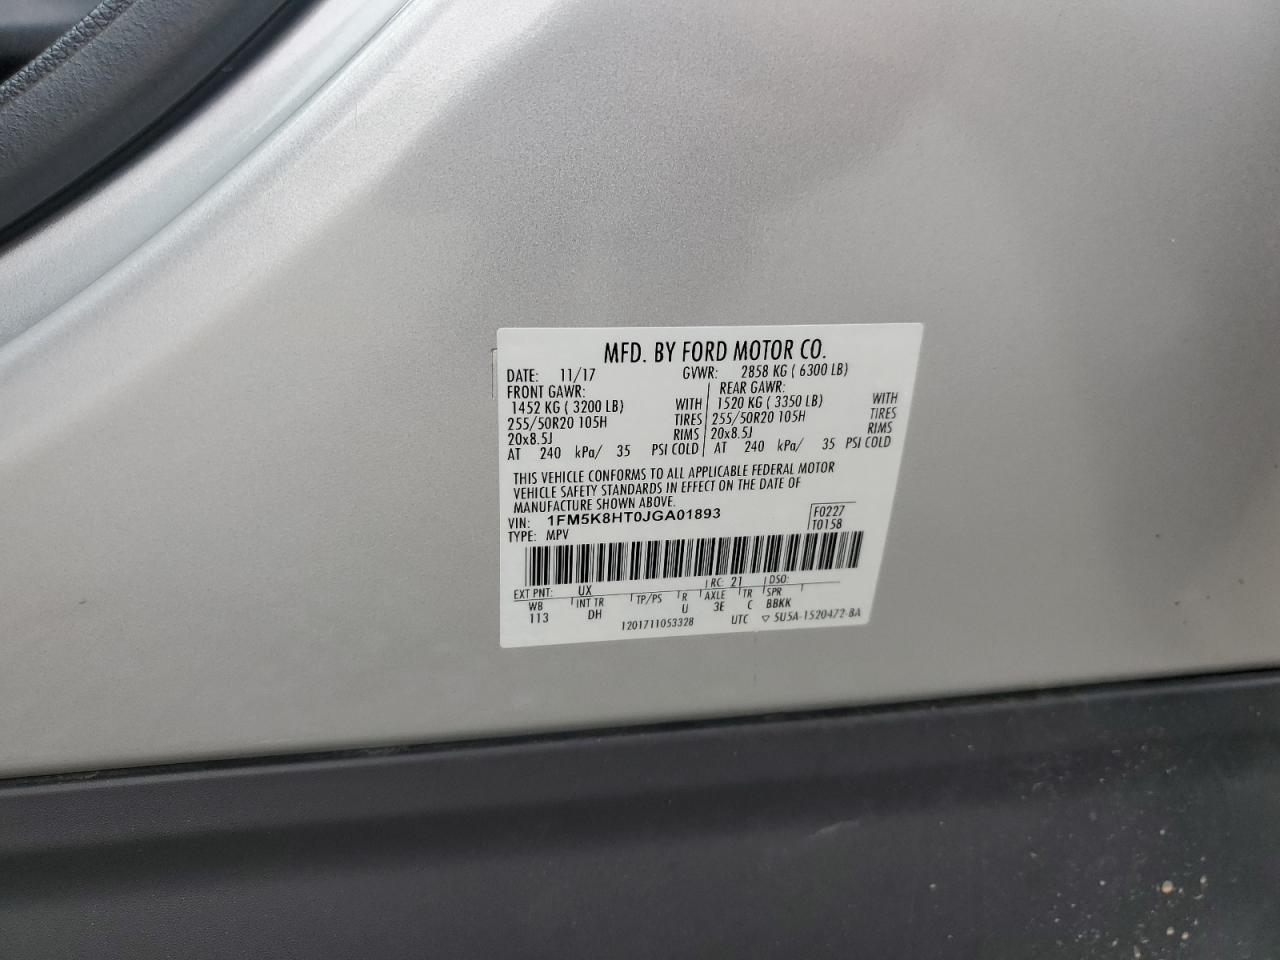 MFD. BY FORD MOTOR CO.
DATE: 11/17 GVWR: 2858 KG ( 6300 LB)
FRONT GAWR: REAR GAWR:
1452 KG ( 3200 LB) WITH 1520 KG ( 3350 LB) WITH
255/50R20 105H TIRES 255/50R20 105H TIRES
20x8.5J RIMS 20x8.5J RIMS
AT 240 kPa/ 35 PSI COLD AT 240 kPa/ 35 PSI COLD
THIS VEHICLE CONFORMS TO ALL APPLICABLE FEDERAL MOTOR
VEHICLE SAFETY STANDARDS IN EFFECT ON THE DATE OF
MANUFACTURE SHOWN ABOVE.
VIN: 1FM5K8HT0JGA01893 F0227
TYPE: MPV T0158
EXT PNT: UX RC: 21 DSO:
WB INT TR TP/PS R AXLE TR SPR
113 DH U 3E C BBKK
1201711053328 UTC ▽ 5U5A-1520472-BA